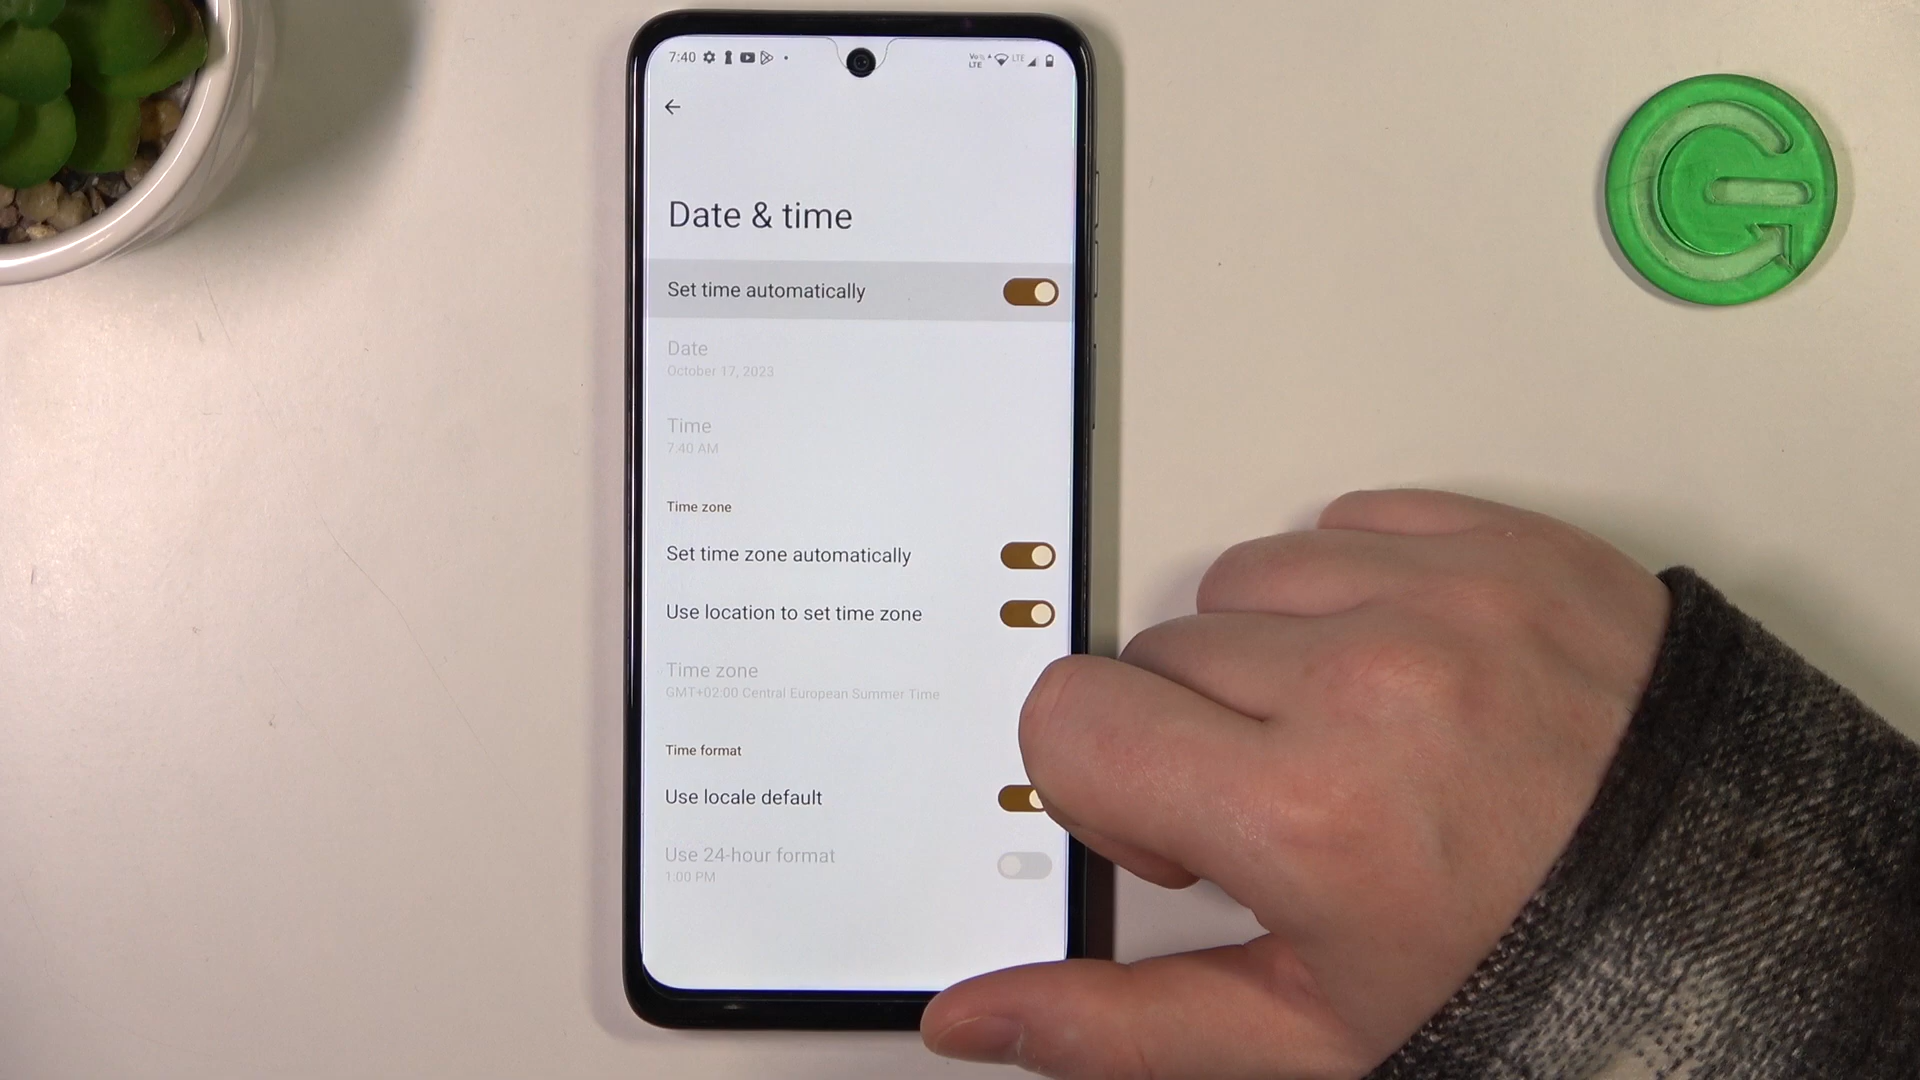 7:40
LTE
LTE
Date & time
Set time automatically
Date
October 17, 2023
Time
7:40 AM
Time zone
Set time zone automatically
Use location to set time zone
Time zone
GMT+02:00 Central European Summer Time
Time format
Use locale default
Use 24-hour format
1:00 PM